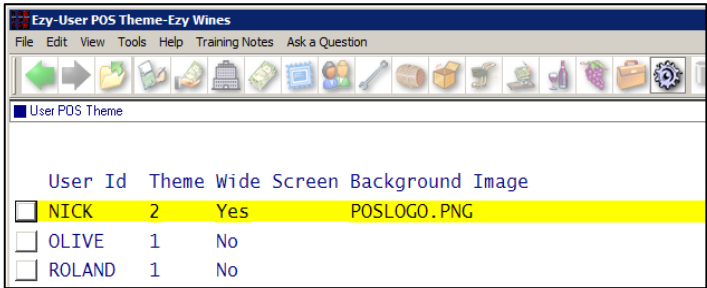 Ezy-User POS Theme-Ezy Wines
File Edit View Tools Help Training Notes Ask a Question
User POS Theme
User Id Theme Wide Screen Background Image
NICK 2 Yes POSLOGO.PNG
OLIVE 1 No
ROLAND 1 No